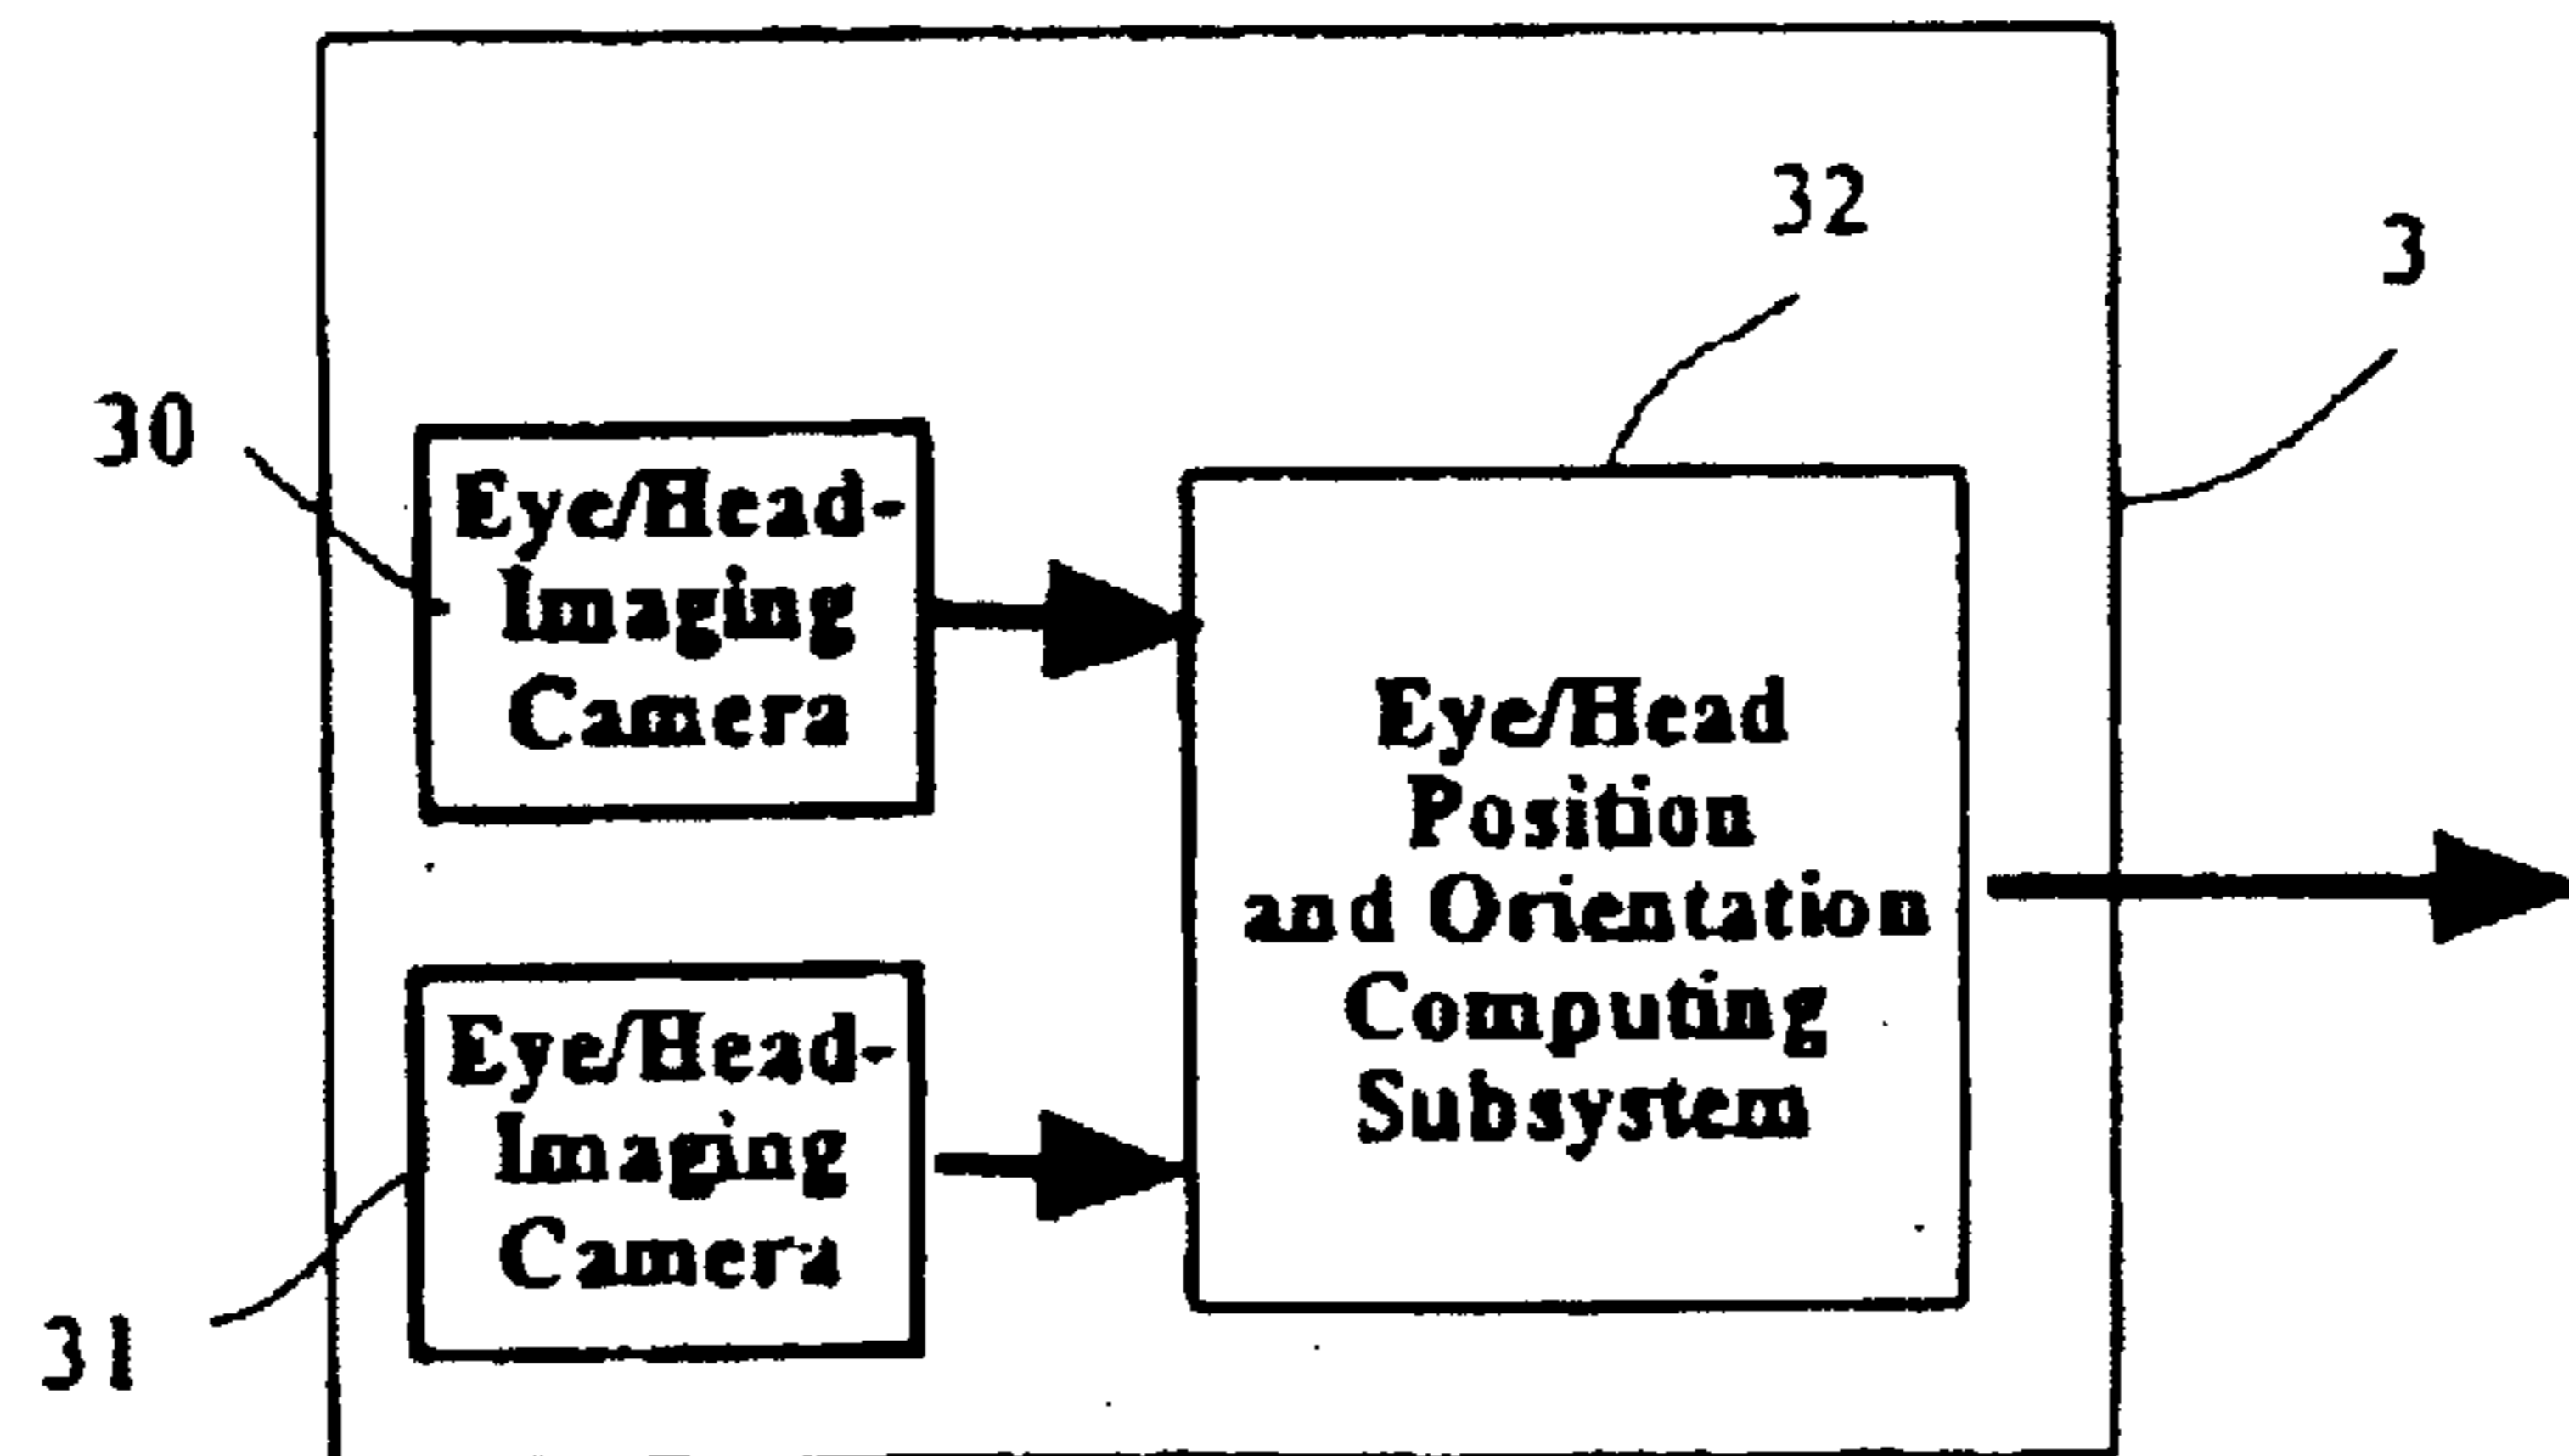 32
3
30
Eye/Head-
Imaging
Camera
Eye/Head
Position
and Orientation
Computing
Subsystem
Eye/Head-
Imaging
Camera
31